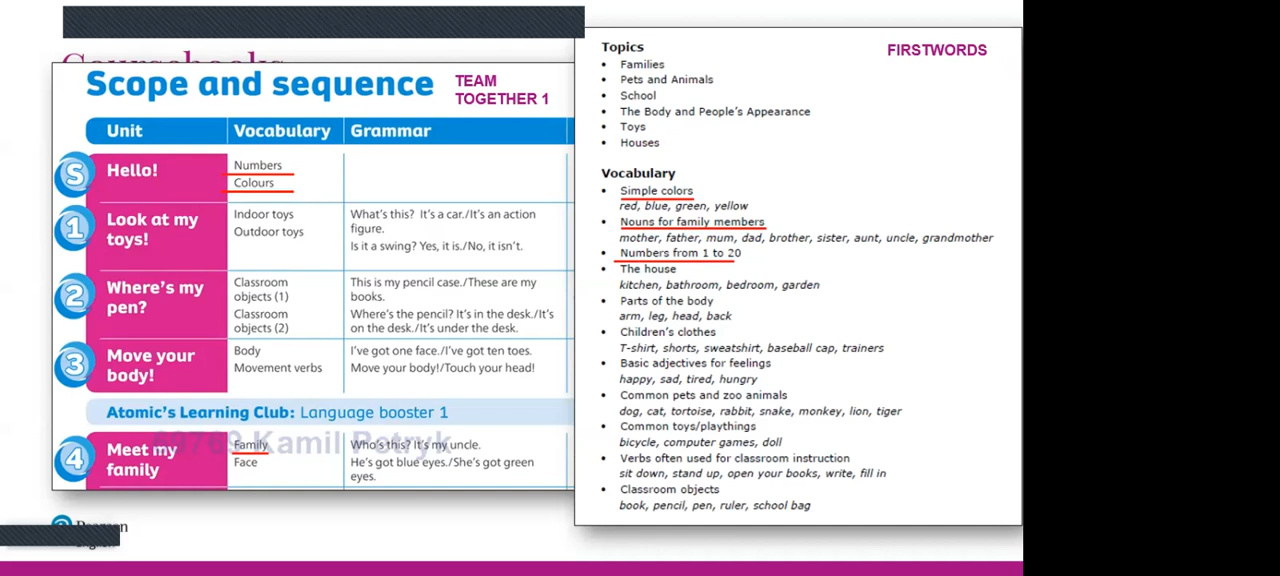 Coursebooks
Scope and sequence
TEAM
TOGETHER 1
Unit Vocabulary Grammar
S Hello! Numbers
Colours
1 Look at my toys! Indoor toys What's this? It's a car./It's an action
Outdoor toys figure.
Is it a swing? Yes, it is./No, it isn't.
2 Where's my pen? Classroom This is my pencil case./These are my
objects (1) books.
Classroom Where's the pencil? It's in the desk./It's
objects (2) on the desk./It's under the desk.
3 Move your body! Body I've got one face./I've got ten toes.
Movement verbs Move your body!/Touch your head!
Atomic's Learning Club: Language booster 1
4 Meet my family Family Who's this? It's my uncle.
Face He's got blue eyes./She's got green
eyes.
69769 Kamil Petryk
Pearson
English
FIRSTWORDS
Topics
• Families
• Pets and Animals
• School
• The Body and People's Appearance
• Toys
• Houses
Vocabulary
• Simple colors
red, blue, green, yellow
• Nouns for family members
mother, father, mum, dad, brother, sister, aunt, uncle, grandmother
• Numbers from 1 to 20
• The house
kitchen, bathroom, bedroom, garden
• Parts of the body
arm, leg, head, back
• Children's clothes
T-shirt, shorts, sweatshirt, baseball cap, trainers
• Basic adjectives for feelings
happy, sad, tired, hungry
• Common pets and zoo animals
dog, cat, tortoise, rabbit, snake, monkey, lion, tiger
• Common toys/playthings
bicycle, computer games, doll
• Verbs often used for classroom instruction
sit down, stand up, open your books, write, fill in
• Classroom objects
book, pencil, pen, ruler, school bag